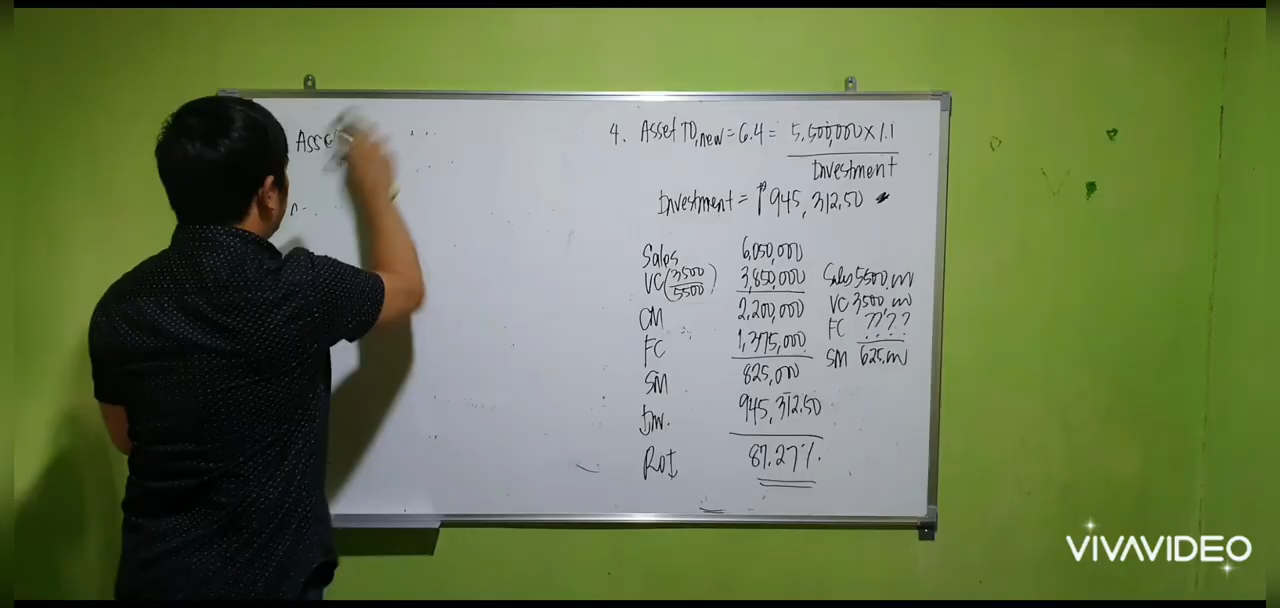 Asset
4. Asset TO,new = 6.4 = 5,500,000 x 1.1
Investment
Investment = ₱945,312.50
Sales 6,050,000
VC (3500/5500) 3,850,000
CM 2,200,000
FC 1,375,000
SM 825,000
Inv. 945,312.50
ROI 87.27%
Sales 5500,000
VC 3500,000
FC ????
SM 625,000
VIVAVIDEO